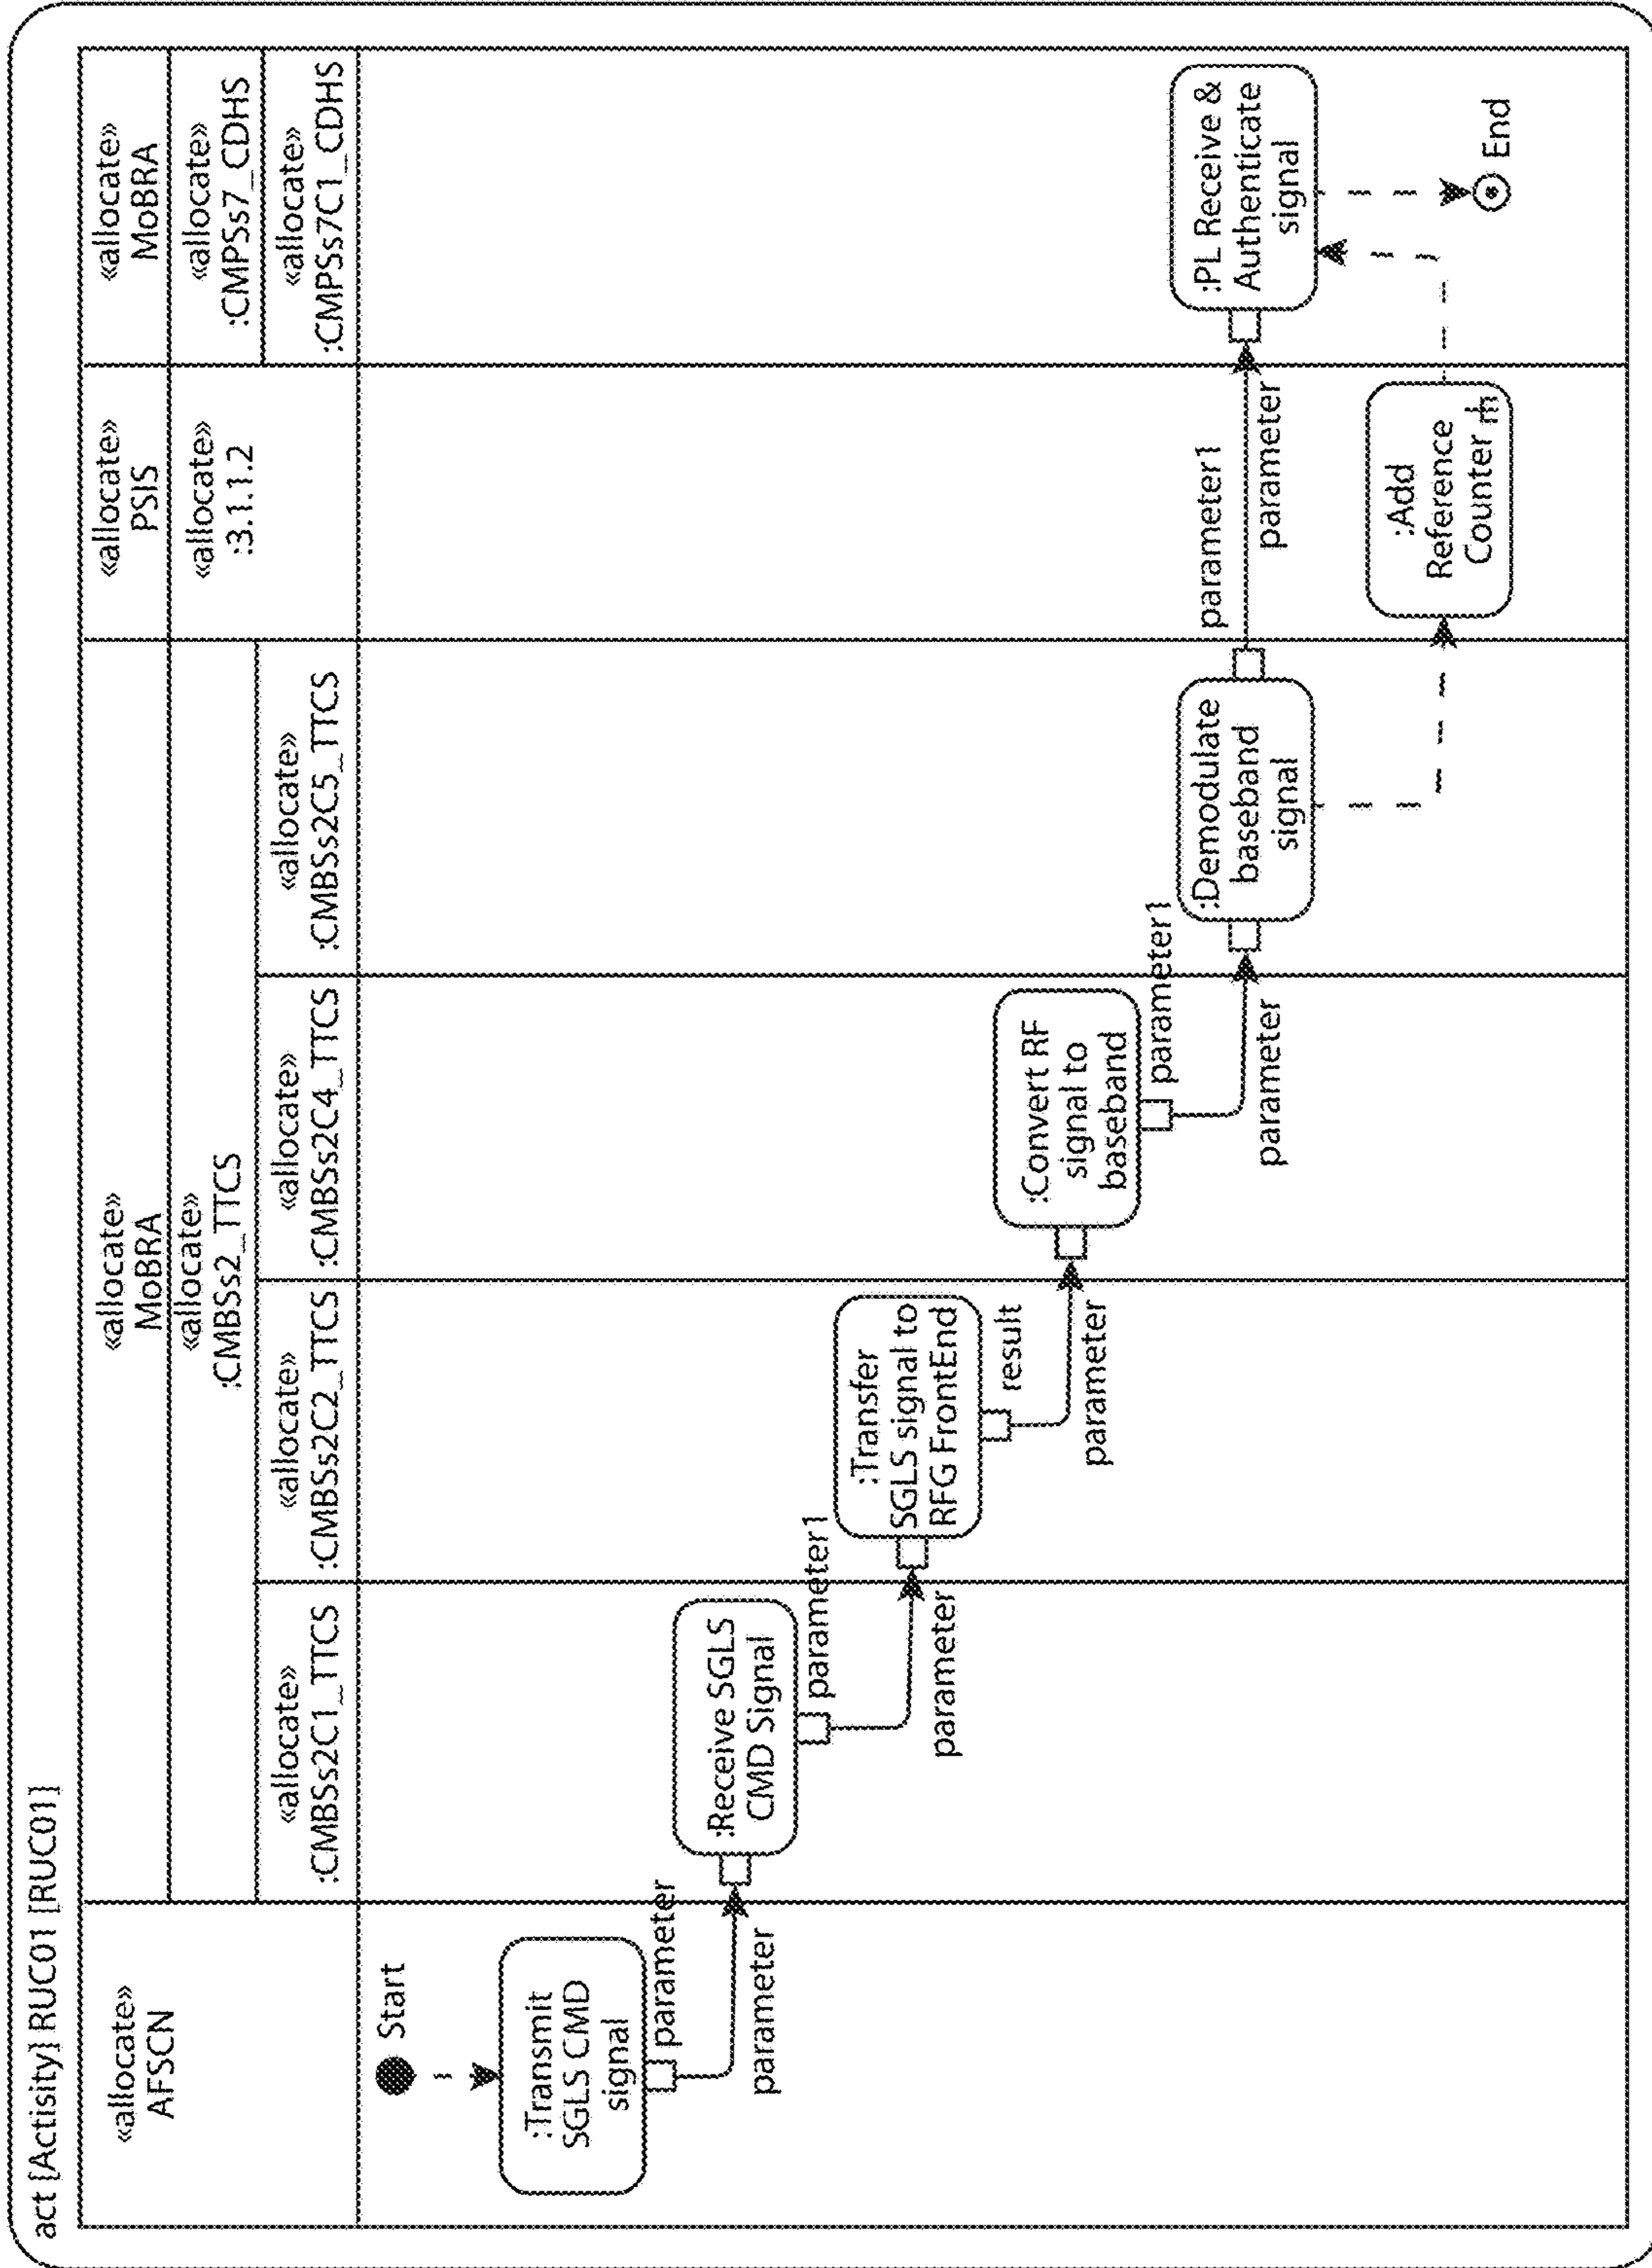 act [Actisity] RUC01 [RUC01]
«allocate»
AFSCN
«allocate»
MoBRA
«allocate»
PSIS
«allocate»
MoBRA
«allocate»
:CMBSs2_TTCS
«allocate»
:3.1.1.2
«allocate»
:CMPSs7_CDHS
«allocate»
:CMBSs2C1_TTCS
«allocate»
:CMBSs2C2_TTCS
«allocate»
:CMBSs2C4_TTCS
«allocate»
:CMBSs2C5_TTCS
«allocate»
:CMPSs7C1_CDHS
Start
:Transmit
SGLS CMD
signal
parameter
parameter
:Receive SGLS
CMD Signal
parameter1
parameter
:Transfer
SGLS signal to
RFG FrontEnd
result
parameter
:Convert RF
signal to
baseband
parameter1
parameter
:Demodulate
baseband
signal
parameter1
parameter
:PL Receive &
Authenticate
signal
:Add
Reference
Counter
End